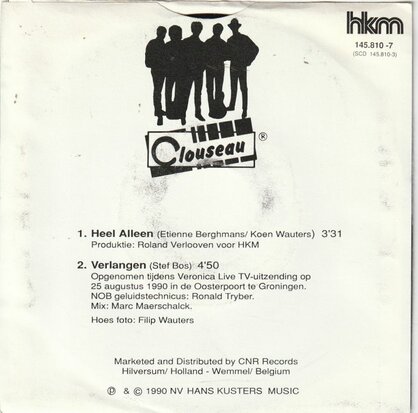 hkm
145.810 -7
(SCD 145.810-3)
Clouseau ®
1. Heel Alleen (Etienne Berghmans/ Koen Wauters) 3'31
Produktie: Roland Verlooven voor HKM
2. Verlangen (Stef Bos) 4'50
Opgenomen tijdens Veronica Live TV-uitzending op
25 augustus 1990 in de Oosterpoort te Groningen.
NOB geluidstechnicus: Ronald Tryber.
Mix: Marc Maerschalck.
Hoes foto: Filip Wauters
Marketed and Distributed by CNR Records
Hilversum/ Holland - Wemmel/ Belgium
℗ & © 1990 NV HANS KUSTERS MUSIC